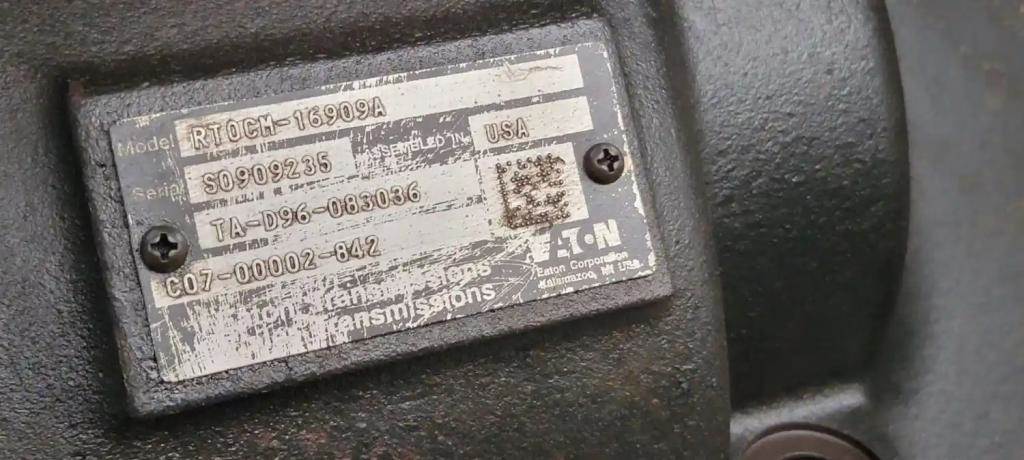 Model RTOCM-16909A
Serial S0909235 ASSEMBLED IN USA
TA-D96-083036
C07-00002-842
EATON
Eaton Corporation
Kalamazoo, MI USA
Transmissions
Transmissions